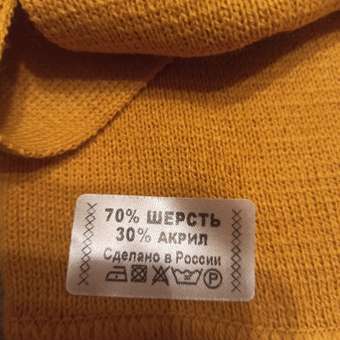 70% ШЕРСТЬ
30% АКРИЛ
Сделано в России
P